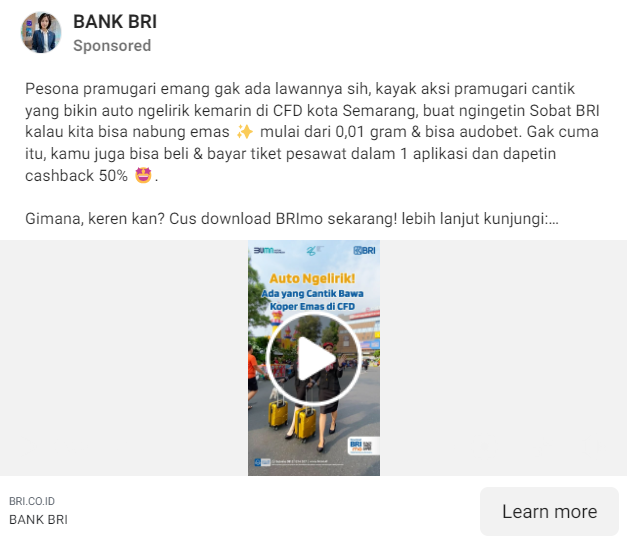 BANK BRI
Sponsored
Pesona pramugari emang gak ada lawannya sih, kayak aksi pramugari cantik
yang bikin auto ngelirik kemarin di CFD kota Semarang, buat ngingetin Sobat BRI
kalau kita bisa nabung emas ✨ mulai dari 0,01 gram & bisa audobet. Gak cuma
itu, kamu juga bisa beli & bayar tiket pesawat dalam 1 aplikasi dan dapetin
cashback 50% 🤩.
Gimana, keren kan? Cus download BRImo sekarang! lebih lanjut kunjungi:...
BUMN
BRI
Auto Ngelirik!
Ada yang Cantik Bawa
Koper Emas di CFD
BRI
BRI.CO.ID
BANK BRI
Learn more